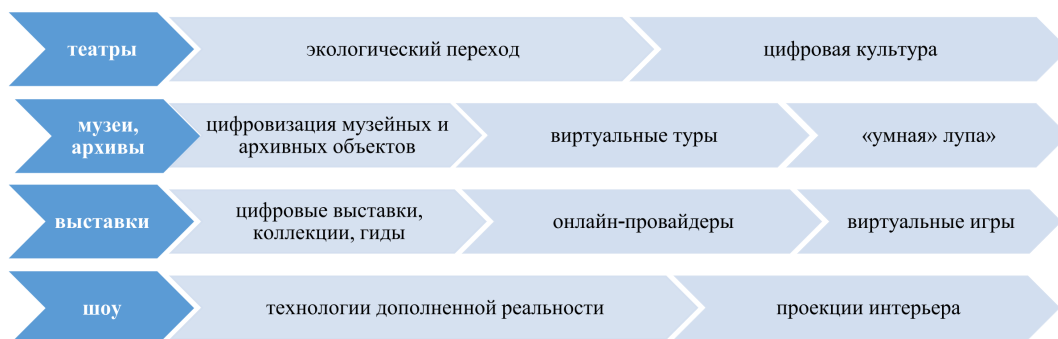 театры
экологический переход
цифровая культура
музеи,
архивы
цифровизация музейных и
архивных объектов
виртуальные туры
«умная» лупа»
выставки
цифровые выставки,
коллекции, гиды
онлайн-провайдеры
виртуальные игры
шоу
технологии дополненной реальности
проекции интерьера